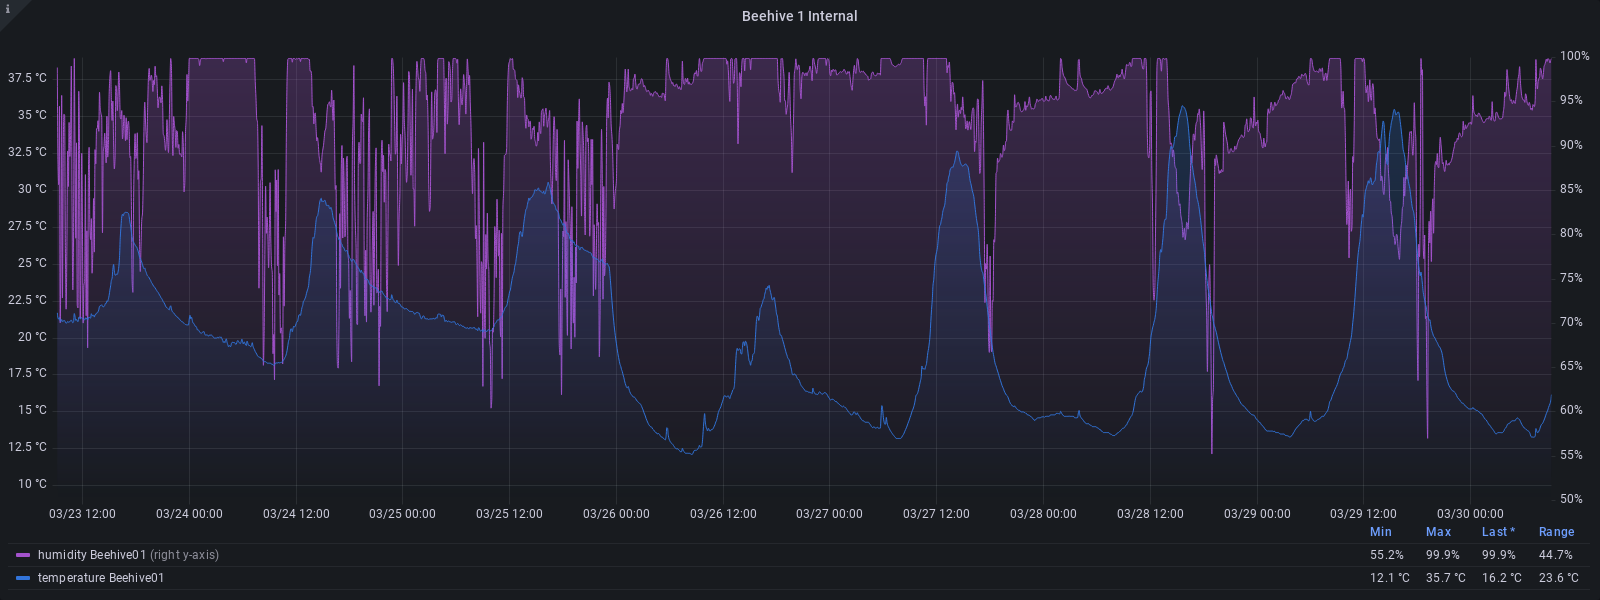 i
Beehive 1 Internal
37.5 °C
35 °C
32.5 °C
30 °C
27.5 °C
25 °C
22.5 °C
20 °C
17.5 °C
15 °C
12.5 °C
10 °C
100%
95%
90%
85%
80%
75%
70%
65%
60%
55%
50%
03/23 12:00 03/24 00:00 03/24 12:00 03/25 00:00 03/25 12:00 03/26 00:00 03/26 12:00 03/27 00:00 03/27 12:00 03/28 00:00 03/28 12:00 03/29 00:00 03/29 12:00 03/30 00:00
Min Max Last * Range
humidity Beehive01 (right y-axis) 55.2% 99.9% 99.9% 44.7%
temperature Beehive01 12.1 °C 35.7 °C 16.2 °C 23.6 °C